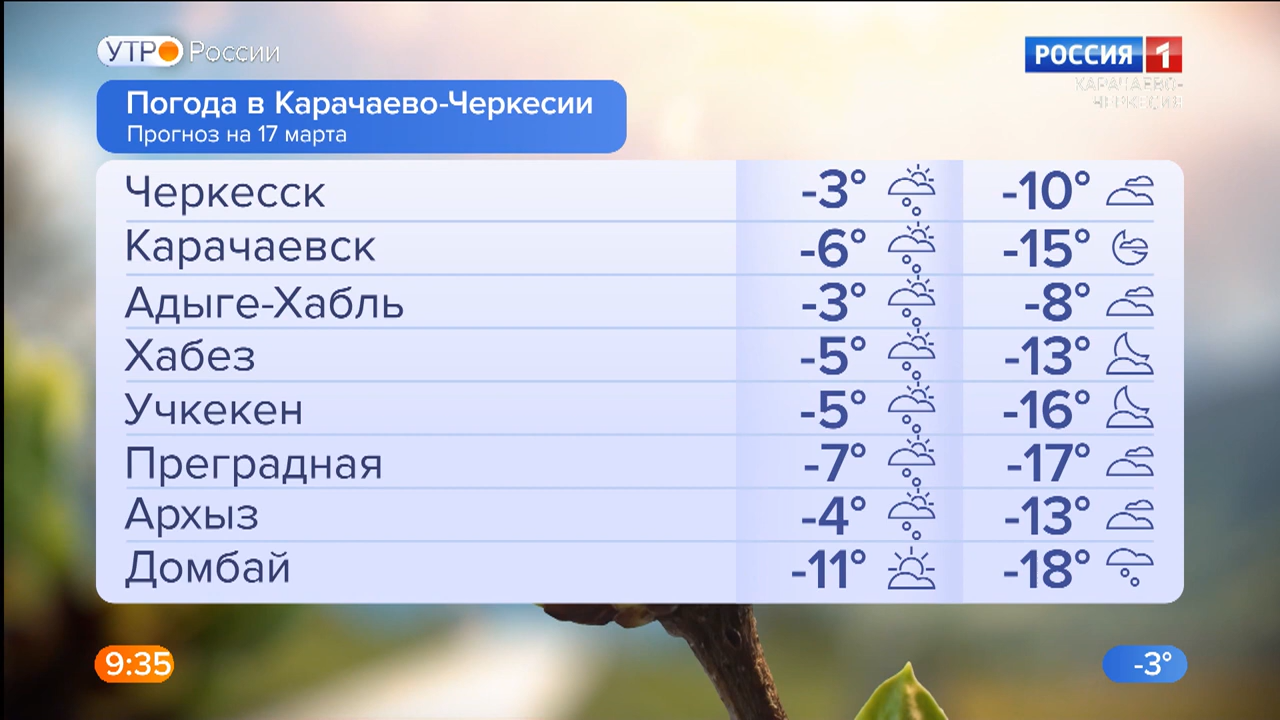 УТРО России
РОССИЯ 1
КАРАЧАЕВО-
ЧЕРКЕСИЯ
Погода в Карачаево-Черкесии
Прогноз на 17 марта
Черкесск -3° -10°
Карачаевск -6° -15°
Адыге-Хабль -3° -8°
Хабез -5° -13°
Учкекен -5° -16°
Преградная -7° -17°
Архыз -4° -13°
Домбай -11° -18°
9:35 -3°